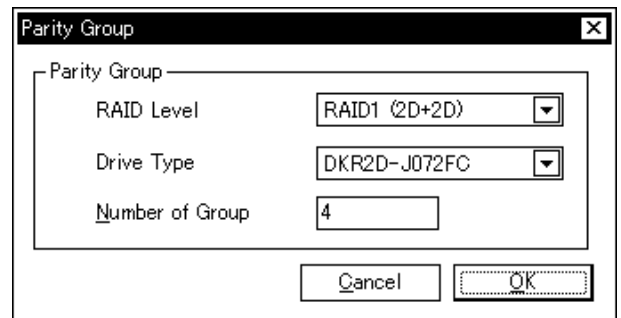 Parity Group
Parity Group
RAID Level RAID1 (2D+2D)
Drive Type DKR2D-J072FC
Number of Group 4
Cancel OK